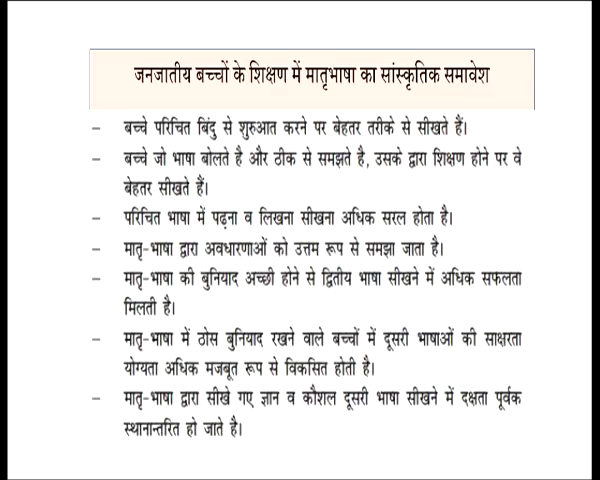 जनजातीय बच्चों के शिक्षण में मातृभाषा का सांस्कृतिक समावेश
– बच्चे परिचित बिंदु से शुरुआत करने पर बेहतर तरीके से सीखते हैं।
– बच्चे जो भाषा बोलते है और ठीक से समझते है, उसके द्वारा शिक्षण होने पर वे
बेहतर सीखते हैं।
– परिचित भाषा में पढ़ना व लिखना सीखना अधिक सरल होता है।
– मातृ-भाषा द्वारा अवधारणाओं को उत्तम रूप से समझा जाता है।
– मातृ-भाषा की बुनियाद अच्छी होने से द्वितीय भाषा सीखने में अधिक सफलता
मिलती है।
– मातृ-भाषा में ठोस बुनियाद रखने वाले बच्चों में दूसरी भाषाओं की साक्षरता
योग्यता अधिक मजबूत रूप से विकसित होती है।
– मातृ-भाषा द्वारा सीखे गए ज्ञान व कौशल दूसरी भाषा सीखने में दक्षता पूर्वक
स्थानान्तरित हो जाते है।